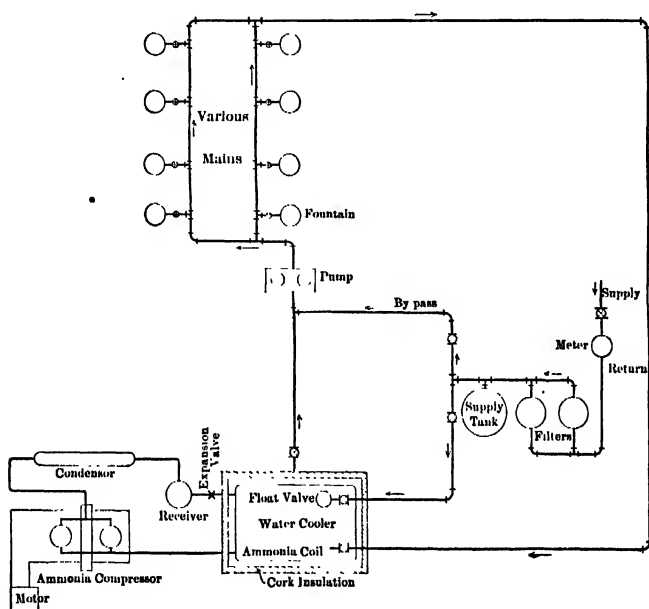 Various
Mains
Fountain
Pump
Supply
By pass
Meter
Return
Supply
Tank
Filters
Expansion
Valve
Condensor
Receiver
Float Valve
Water Cooler
Ammonia Coil
Cork Insulation
Ammonia Compressor
Motor